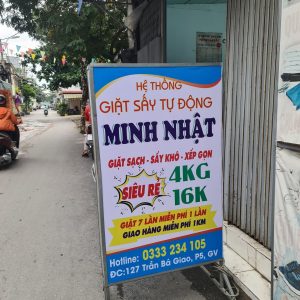 HỆ THỐNG
GIẶT SẤY TỰ ĐỘNG
MINH NHẬT
GIẶT SẠCH - SẤY KHÔ - XẾP GỌN
SIÊU RẺ
4KG
16K
GIẶT 7 LẦN MIỄN PHÍ 1 LẦN
GIAO HÀNG MIỄN PHÍ 1KM
Hotline: 0333 234 105
ĐC:127 Trần Bá Giao, P5, GV